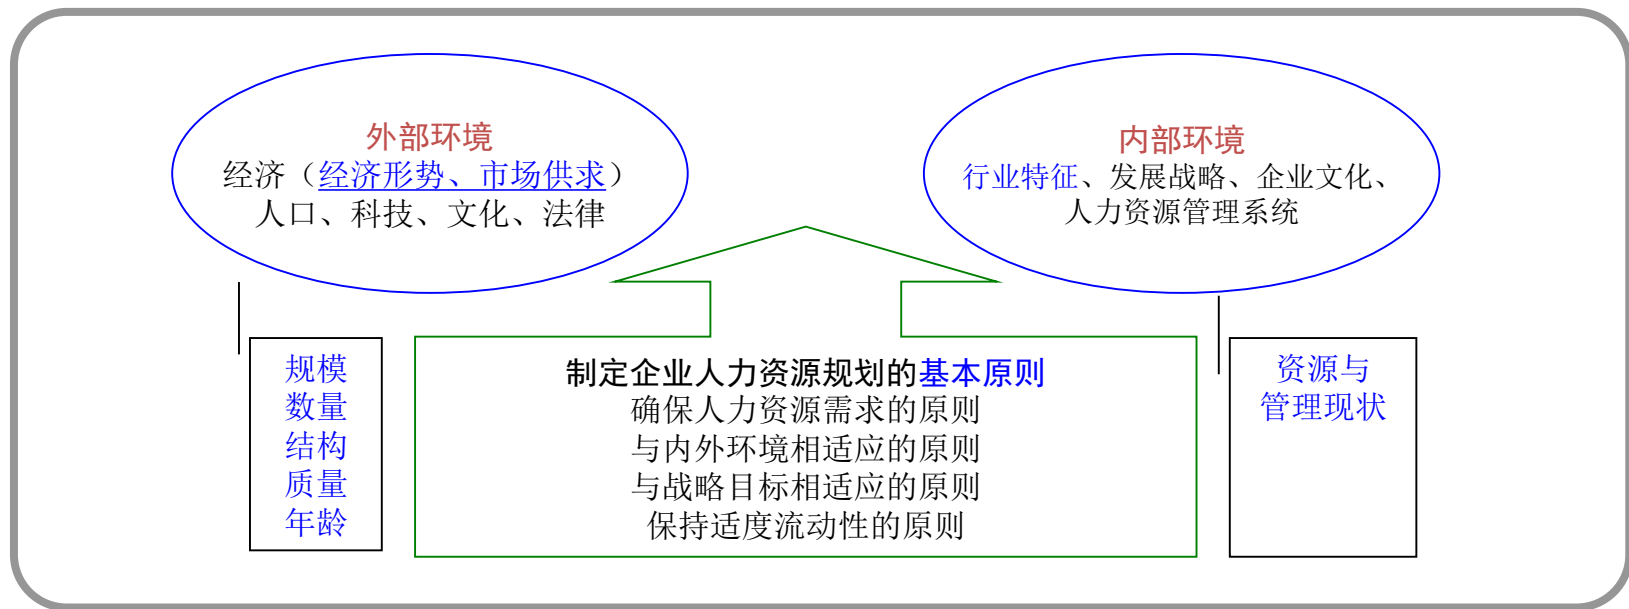 外部环境
经济（经济形势、市场供求）
人口、科技、文化、法律
内部环境
行业特征、发展战略、企业文化、
人力资源管理系统
规模
数量
结构
质量
年龄
制定企业人力资源规划的基本原则
确保人力资源需求的原则
与内外环境相适应的原则
与战略目标相适应的原则
保持适度流动性的原则
资源与
管理现状